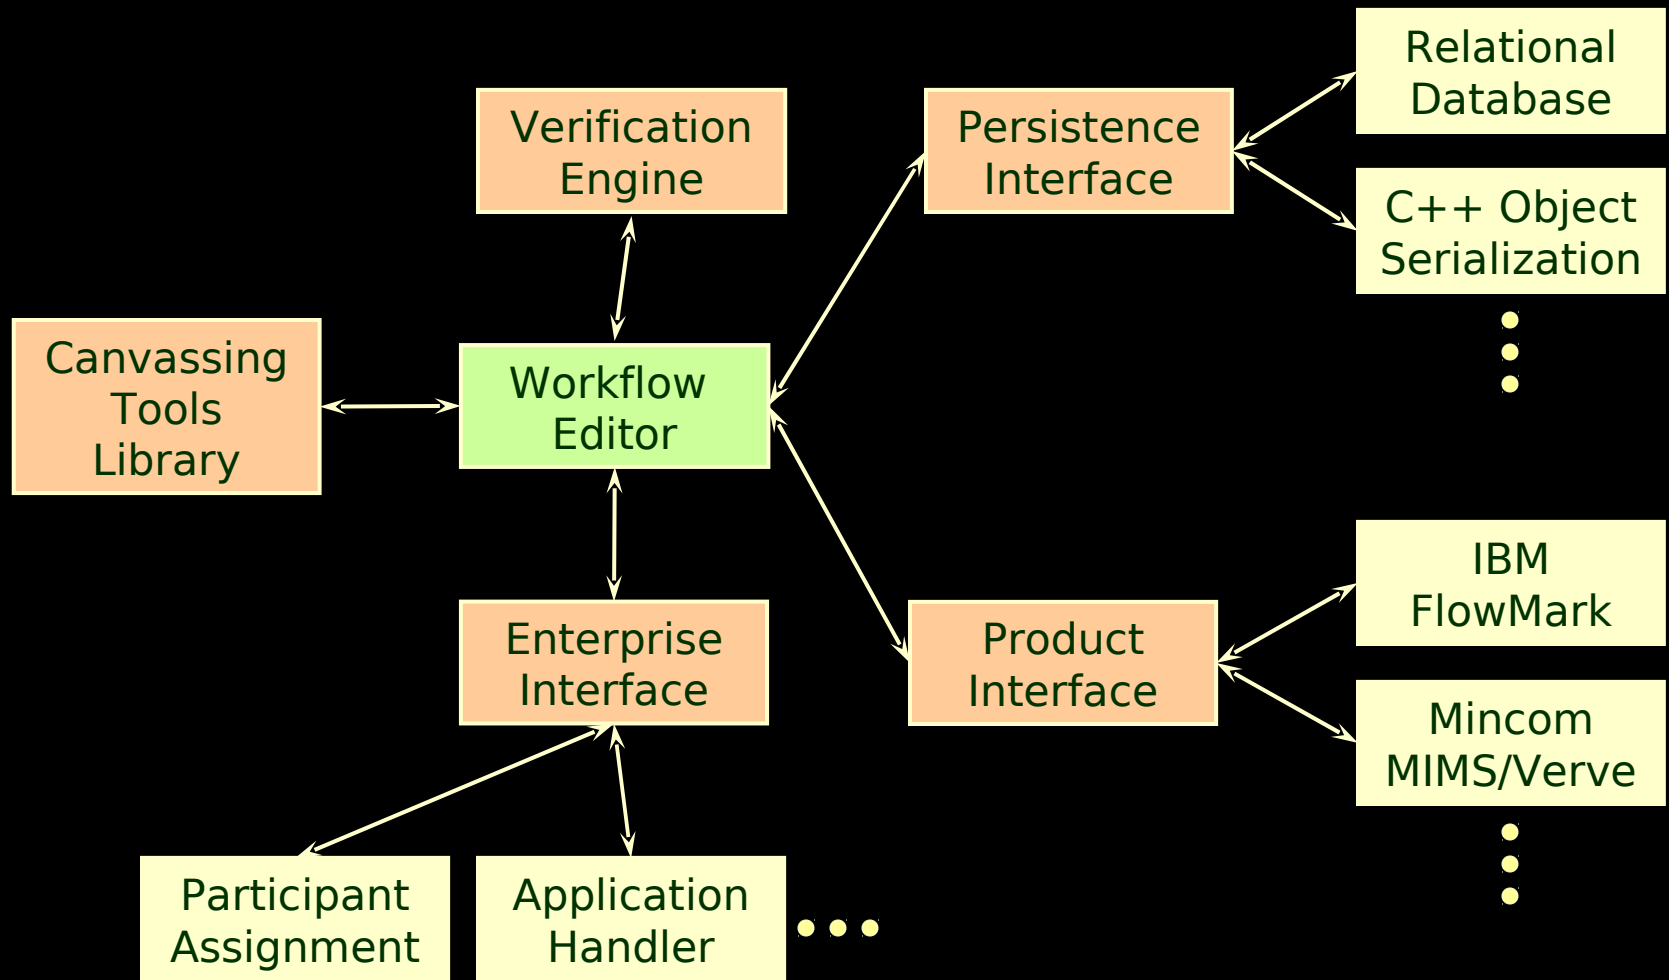 Relational
Database
Verification
Engine
Persistence
Interface
C++ Object
Serialization
Canvassing
Tools
Library
Workflow
Editor
IBM
FlowMark
Enterprise
Interface
Product
Interface
Mincom
MIMS/Verve
Participant
Assignment
Application
Handler